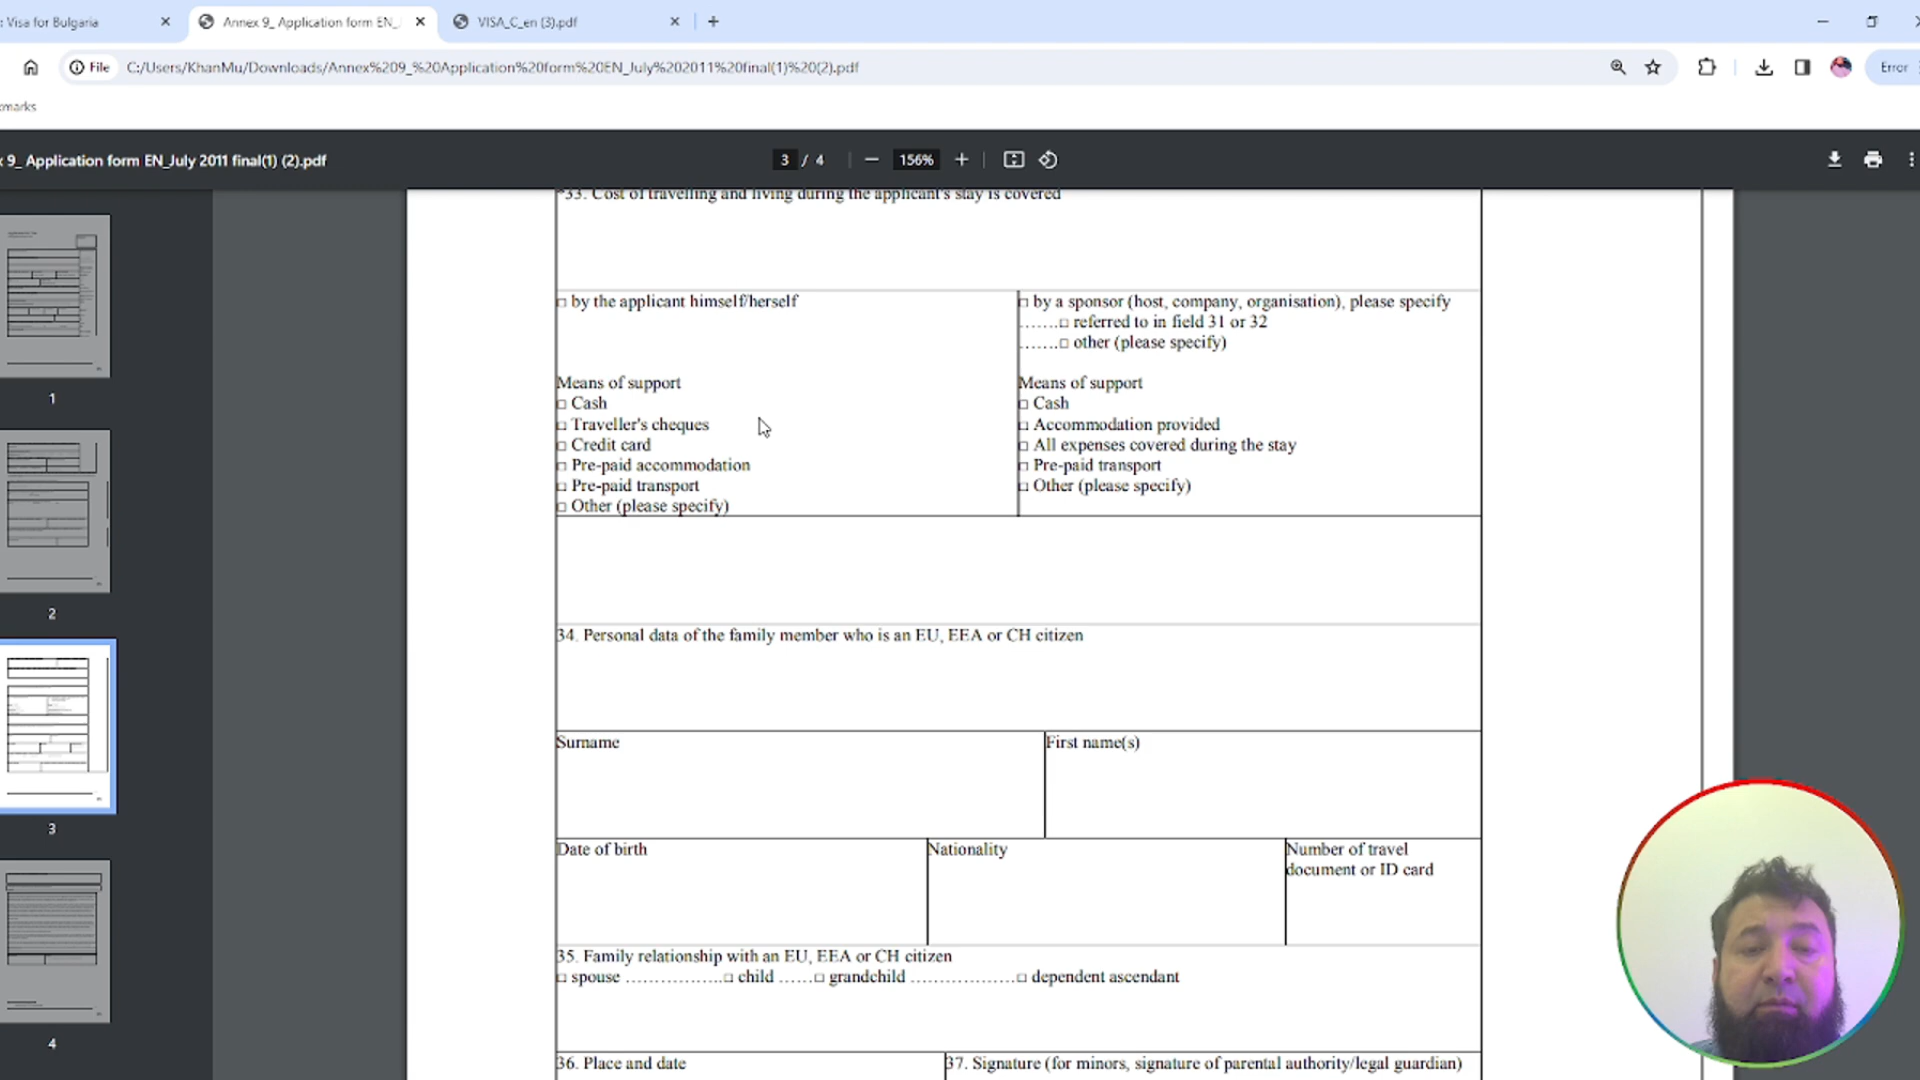 : Visa for Bulgaria
Annex 9_ Application form EN_
VISA_C_en (3).pdf
File
C:/Users/KhanMu/Downloads/Annex%209_%20Application%20form%20EN_July%202011%20final(1)%20(2).pdf
Error
kmarks
x 9_ Application form EN_July 2011 final(1) (2).pdf
3 / 4
156%
*33. Cost of travelling and living during the applicant's stay is covered
□ by the applicant himself/herself
□ by a sponsor (host, company, organisation), please specify
.......□ referred to in field 31 or 32
.......□ other (please specify)
Means of support
□ Cash
□ Traveller's cheques
□ Credit card
□ Pre-paid accommodation
□ Pre-paid transport
□ Other (please specify)
Means of support
□ Cash
□ Accommodation provided
□ All expenses covered during the stay
□ Pre-paid transport
□ Other (please specify)
34. Personal data of the family member who is an EU, EEA or CH citizen
Surname
First name(s)
Date of birth
Nationality
Number of travel
document or ID card
35. Family relationship with an EU, EEA or CH citizen
□ spouse ……………..□ child ……□ grandchild ………………□ dependent ascendant
36. Place and date
37. Signature (for minors, signature of parental authority/legal guardian)
1
2
3
4